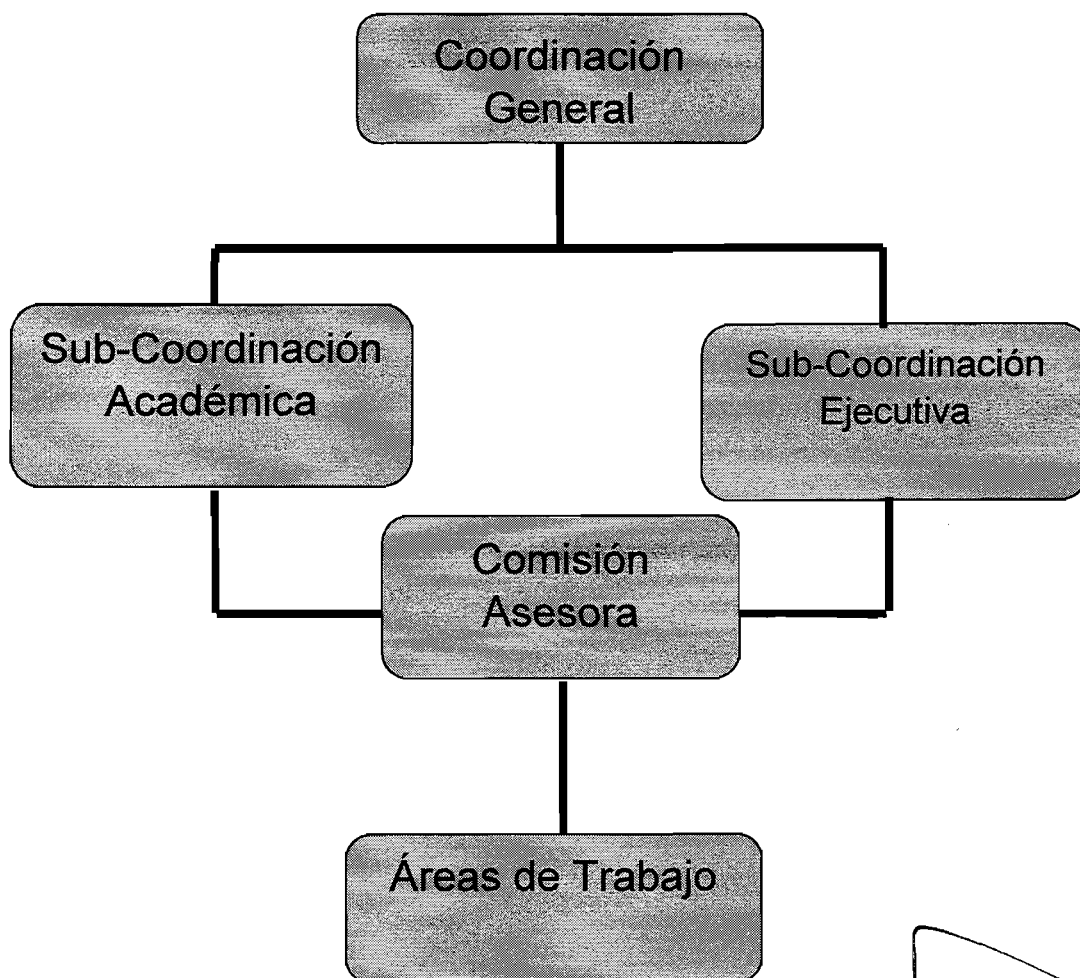 Coordinación
General
Sub-Coordinación
Académica
Sub-Coordinación
Ejecutiva
Comisión
Asesora
Áreas de Trabajo